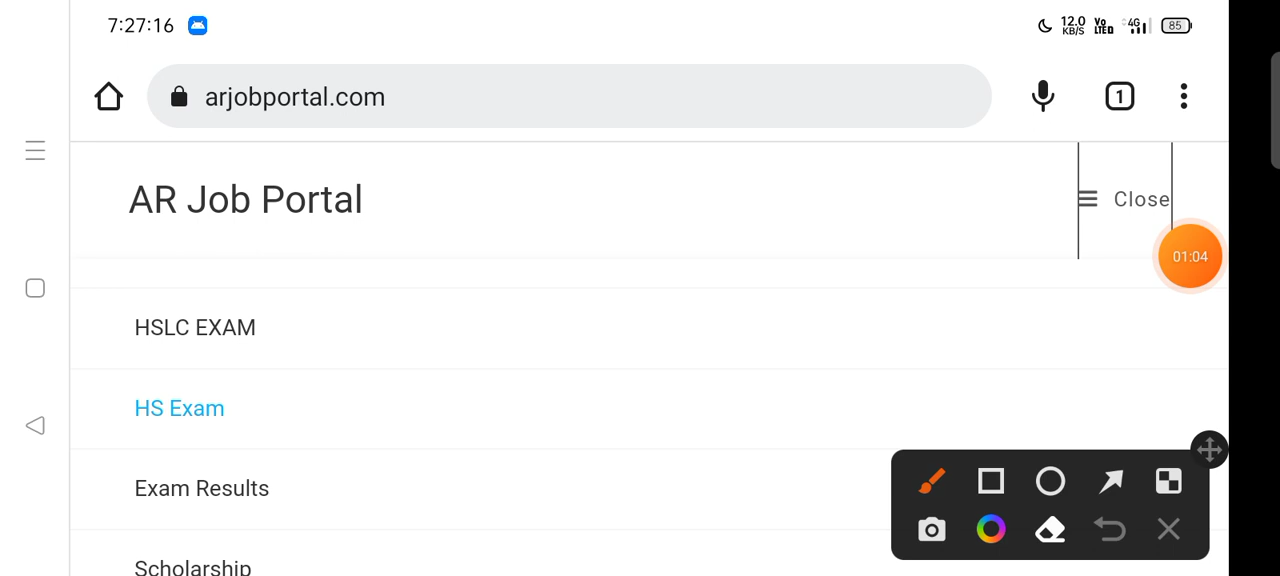 7:27:16
12.0 KB/S Vo LTE D 4G 85
arjobportal.com
1
AR Job Portal
Close
01:04
HSLC EXAM
HS Exam
Exam Results
Scholarship